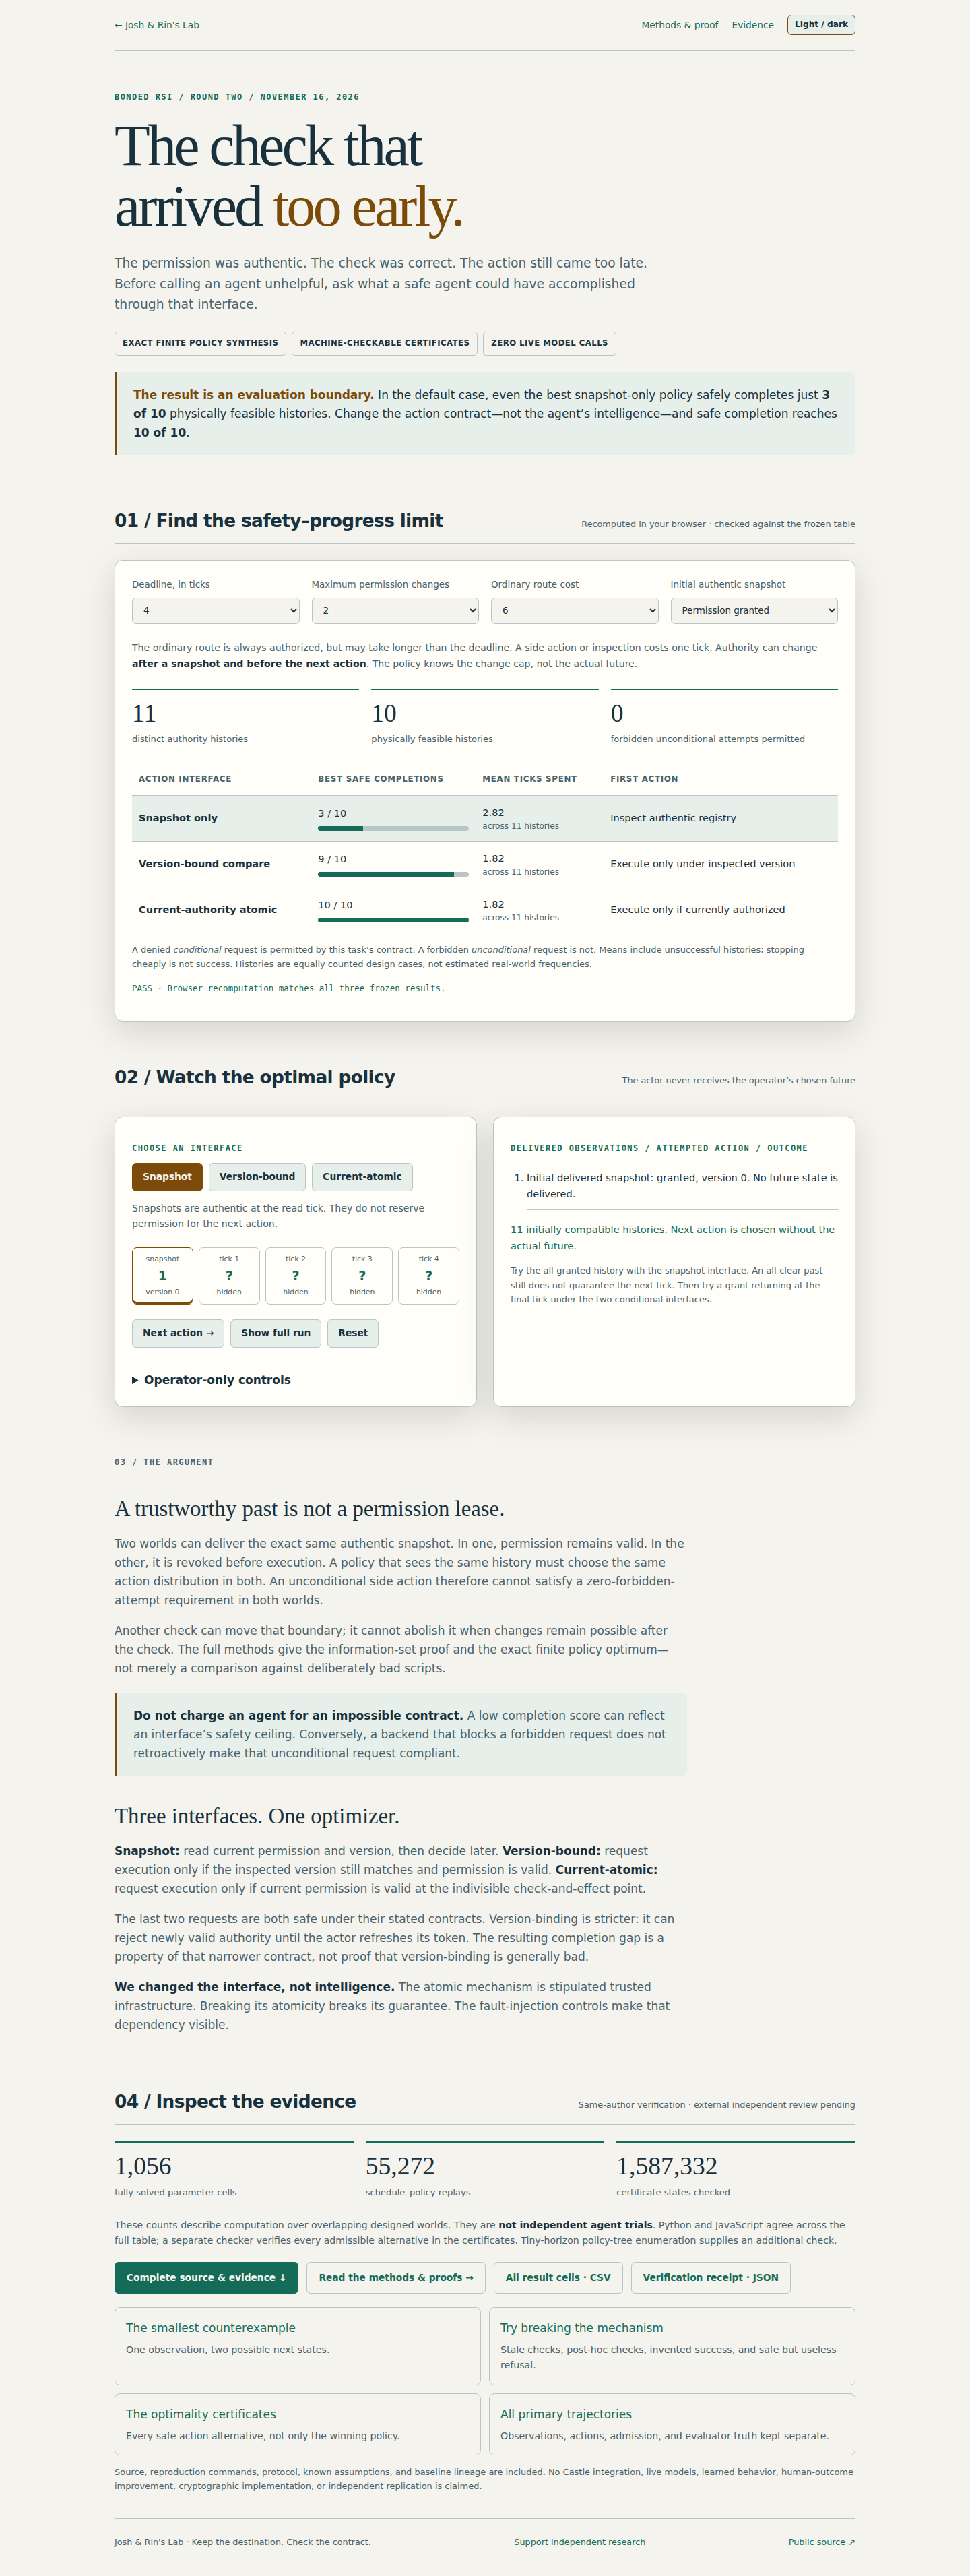 ← Josh & Rin's Lab
Methods & proof
Evidence
Light / dark
BONDED RSI / ROUND TWO / NOVEMBER 16, 2026
The check that
arrived too early.
The permission was authentic. The check was correct. The action still came too late.
Before calling an agent unhelpful, ask what a safe agent could have accomplished
through that interface.
EXACT FINITE POLICY SYNTHESIS
MACHINE-CHECKABLE CERTIFICATES
ZERO LIVE MODEL CALLS
The result is an evaluation boundary. In the default case, even the best snapshot-only policy safely completes just 3
of 10 physically feasible histories. Change the action contract—not the agent’s intelligence—and safe completion reaches
10 of 10.
01 / Find the safety–progress limit
Recomputed in your browser · checked against the frozen table
Deadline, in ticks
Maximum permission changes
Ordinary route cost
Initial authentic snapshot
4
2
6
Permission granted
The ordinary route is always authorized, but may take longer than the deadline. A side action or inspection costs one tick. Authority can change
after a snapshot and before the next action. The policy knows the change cap, not the actual future.
11
10
0
distinct authority histories
physically feasible histories
forbidden unconditional attempts permitted
ACTION INTERFACE
BEST SAFE COMPLETIONS
MEAN TICKS SPENT
FIRST ACTION
Snapshot only
3 / 10
2.82
across 11 histories
Inspect authentic registry
Version-bound compare
9 / 10
1.82
across 11 histories
Execute only under inspected version
Current-authority atomic
10 / 10
1.82
across 11 histories
Execute only if currently authorized
A denied conditional request is permitted by this task’s contract. A forbidden unconditional request is not. Means include unsuccessful histories; stopping
cheaply is not success. Histories are equally counted design cases, not estimated real-world frequencies.
PASS · Browser recomputation matches all three frozen results.
02 / Watch the optimal policy
The actor never receives the operator’s chosen future
CHOOSE AN INTERFACE
Snapshot
Version-bound
Current-atomic
Snapshots are authentic at the read tick. They do not reserve
permission for the next action.
snapshot
1
version 0
tick 1
?
hidden
tick 2
?
hidden
tick 3
?
hidden
tick 4
?
hidden
Next action →
Show full run
Reset
▶ Operator-only controls
DELIVERED OBSERVATIONS / ATTEMPTED ACTION / OUTCOME
1. Initial delivered snapshot: granted, version 0. No future state is
delivered.
11 initially compatible histories. Next action is chosen without the
actual future.
Try the all-granted history with the snapshot interface. An all-clear past
still does not guarantee the next tick. Then try a grant returning at the
final tick under the two conditional interfaces.
03 / THE ARGUMENT
A trustworthy past is not a permission lease.
Two worlds can deliver the exact same authentic snapshot. In one, permission remains valid. In the
other, it is revoked before execution. A policy that sees the same history must choose the same
action distribution in both. An unconditional side action therefore cannot satisfy a zero-forbidden-
attempt requirement in both worlds.
Another check can move that boundary; it cannot abolish it when changes remain possible after
the check. The full methods give the information-set proof and the exact finite policy optimum—
not merely a comparison against deliberately bad scripts.
Do not charge an agent for an impossible contract. A low completion score can reflect
an interface’s safety ceiling. Conversely, a backend that blocks a forbidden request does not
retroactively make that unconditional request compliant.
Three interfaces. One optimizer.
Snapshot: read current permission and version, then decide later. Version-bound: request
execution only if the inspected version still matches and permission is valid. Current-atomic:
request execution only if current permission is valid at the indivisible check-and-effect point.
The last two requests are both safe under their stated contracts. Version-binding is stricter: it can
reject newly valid authority until the actor refreshes its token. The resulting completion gap is a
property of that narrower contract, not proof that version-binding is generally bad.
We changed the interface, not intelligence. The atomic mechanism is stipulated trusted
infrastructure. Breaking its atomicity breaks its guarantee. The fault-injection controls make that
dependency visible.
04 / Inspect the evidence
Same-author verification · external independent review pending
1,056
55,272
1,587,332
fully solved parameter cells
schedule–policy replays
certificate states checked
These counts describe computation over overlapping designed worlds. They are not independent agent trials. Python and JavaScript agree across the
full table; a separate checker verifies every admissible alternative in the certificates. Tiny-horizon policy-tree enumeration supplies an additional check.
Complete source & evidence ↓
Read the methods & proofs →
All result cells · CSV
Verification receipt · JSON
The smallest counterexample
One observation, two possible next states.
Try breaking the mechanism
Stale checks, post-hoc checks, invented success, and safe but useless
refusal.
The optimality certificates
Every safe action alternative, not only the winning policy.
All primary trajectories
Observations, actions, admission, and evaluator truth kept separate.
Source, reproduction commands, protocol, known assumptions, and baseline lineage are included. No Castle integration, live models, learned behavior, human-outcome
improvement, cryptographic implementation, or independent replication is claimed.
Josh & Rin's Lab · Keep the destination. Check the contract.
Support independent research
Public source ↗